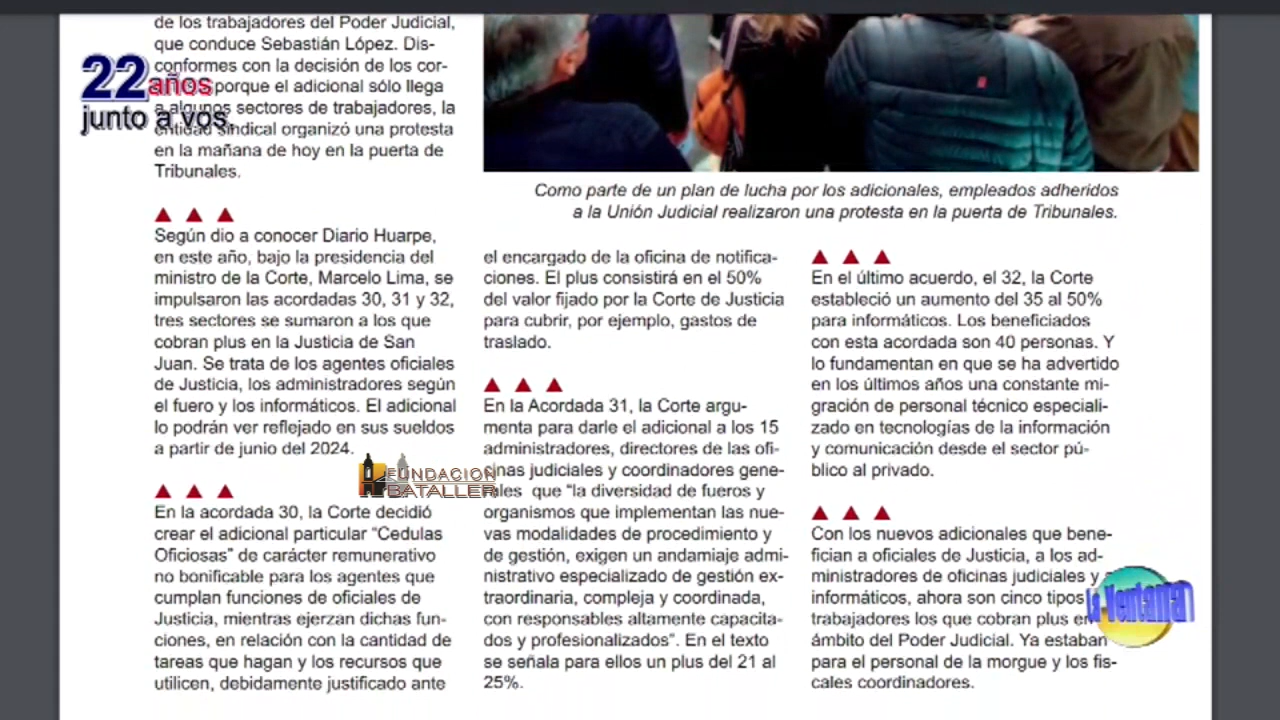 de los trabajadores del Poder Judicial,
que conduce Sebastián López. Dis-
conformes con la decisión de los cor-
porque el adicional sólo llega
a algunos sectores de trabajadores, la
entidad sindical organizó una protesta
en la mañana de hoy en la puerta de
Tribunales.
22 años
junto a vos.
Según dio a conocer Diario Huarpe,
en este año, bajo la presidencia del
ministro de la Corte, Marcelo Lima, se
impulsaron las acordadas 30, 31 y 32,
tres sectores se sumaron a los que
cobran plus en la Justicia de San
Juan. Se trata de los agentes oficiales
de Justicia, los administradores según
el fuero y los informáticos. El adicional
lo podrán ver reflejado en sus sueldos
a partir de junio del 2024.
En la acordada 30, la Corte decidió
crear el adicional particular “Cedulas
Oficiosas” de carácter remunerativo
no bonificable para los agentes que
cumplan funciones de oficiales de
Justicia, mientras ejerzan dichas fun-
ciones, en relación con la cantidad de
tareas que hagan y los recursos que
utilicen, debidamente justificado ante
Como parte de un plan de lucha por los adicionales, empleados adheridos
a la Unión Judicial realizaron una protesta en la puerta de Tribunales.
el encargado de la oficina de notifica-
ciones. El plus consistirá en el 50%
del valor fijado por la Corte de Justicia
para cubrir, por ejemplo, gastos de
traslado.
En la Acordada 31, la Corte argu-
menta para darle el adicional a los 15
administradores, directores de las ofi-
cinas judiciales y coordinadores gene-
rales que “la diversidad de fueros y
organismos que implementan las nue-
vas modalidades de procedimiento y
de gestión, exigen un andamiaje admi-
nistrativo especializado de gestión ex-
traordinaria, compleja y coordinada,
con responsables altamente capacita-
dos y profesionalizados”. En el texto
se señala para ellos un plus del 21 al
25%.
En el último acuerdo, el 32, la Corte
estableció un aumento del 35 al 50%
para informáticos. Los beneficiados
con esta acordada son 40 personas. Y
lo fundamentan en que se ha advertido
en los últimos años una constante mi-
gración de personal técnico especiali-
zado en tecnologías de la información
y comunicación desde el sector pú-
blico al privado.
Con los nuevos adicionales que bene-
fician a oficiales de Justicia, a los ad-
ministradores de oficinas judiciales y
informáticos, ahora son cinco tipos
trabajadores los que cobran plus en
ámbito del Poder Judicial. Ya estaban
para el personal de la morgue y los fis-
cales coordinadores.
FUNDACION
BATALLER
la Ventana